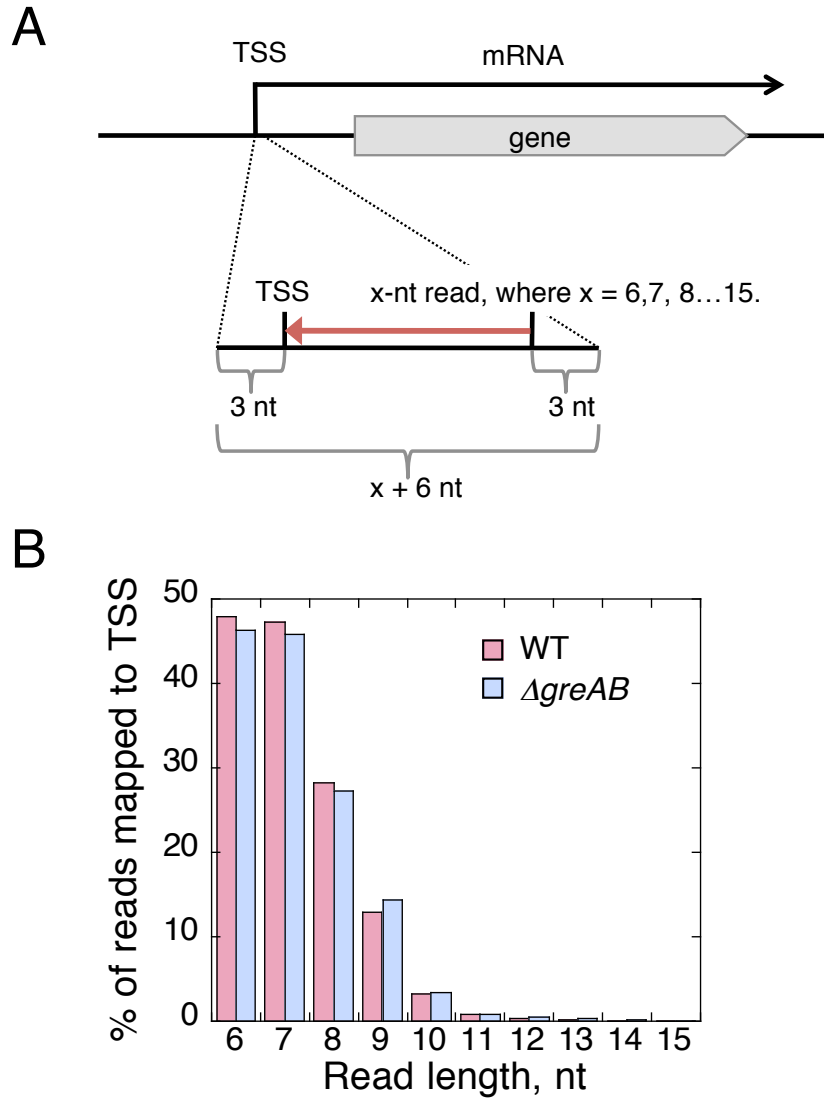 A
TSS
mRNA
gene
TSS
x-nt read, where x = 6,7, 8…15.
3 nt
3 nt
x + 6 nt
B
% of reads mapped to TSS
50
40
30
20
10
0
WT
ΔgreAB
6 7 8 9 10 11 12 13 14 15
Read length, nt